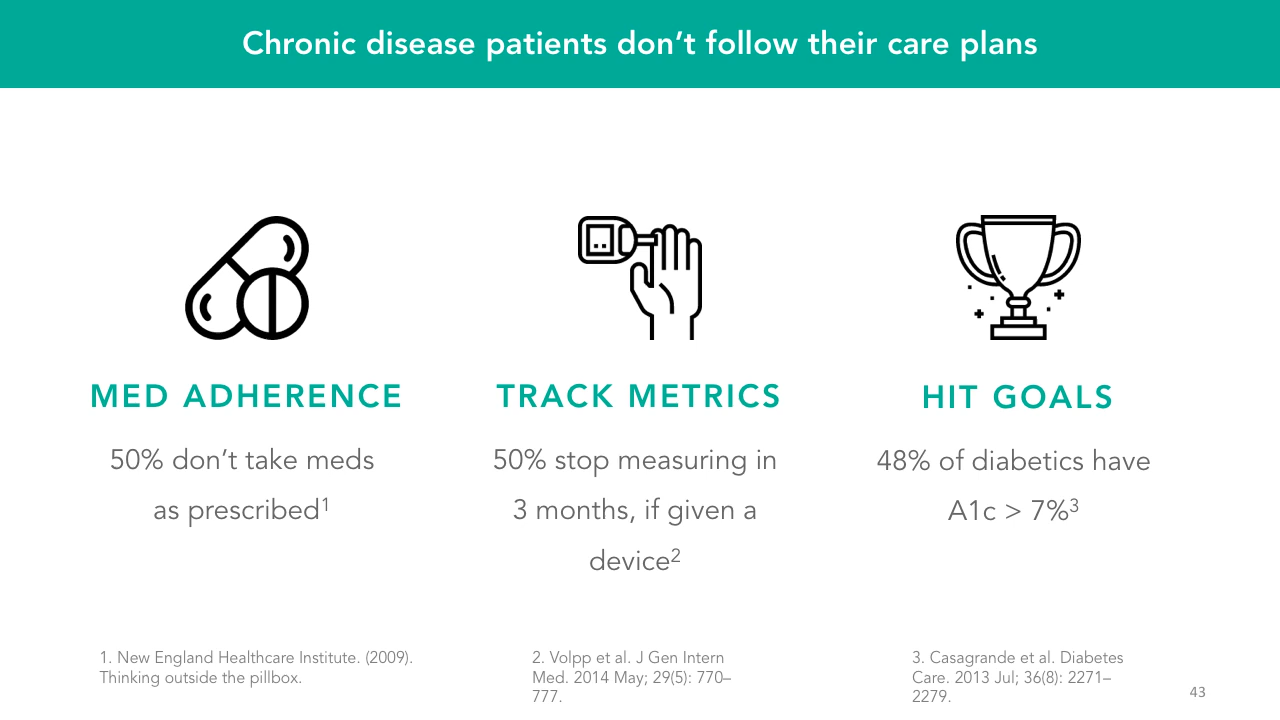 Chronic disease patients don’t follow their care plans
MED ADHERENCE
50% don’t take meds
as prescribed1
TRACK METRICS
50% stop measuring in
3 months, if given a
device2
HIT GOALS
48% of diabetics have
A1c > 7%3
1. New England Healthcare Institute. (2009).
Thinking outside the pillbox.
2. Volpp et al. J Gen Intern
Med. 2014 May; 29(5): 770–
777.
3. Casagrande et al. Diabetes
Care. 2013 Jul; 36(8): 2271–
2279.
43